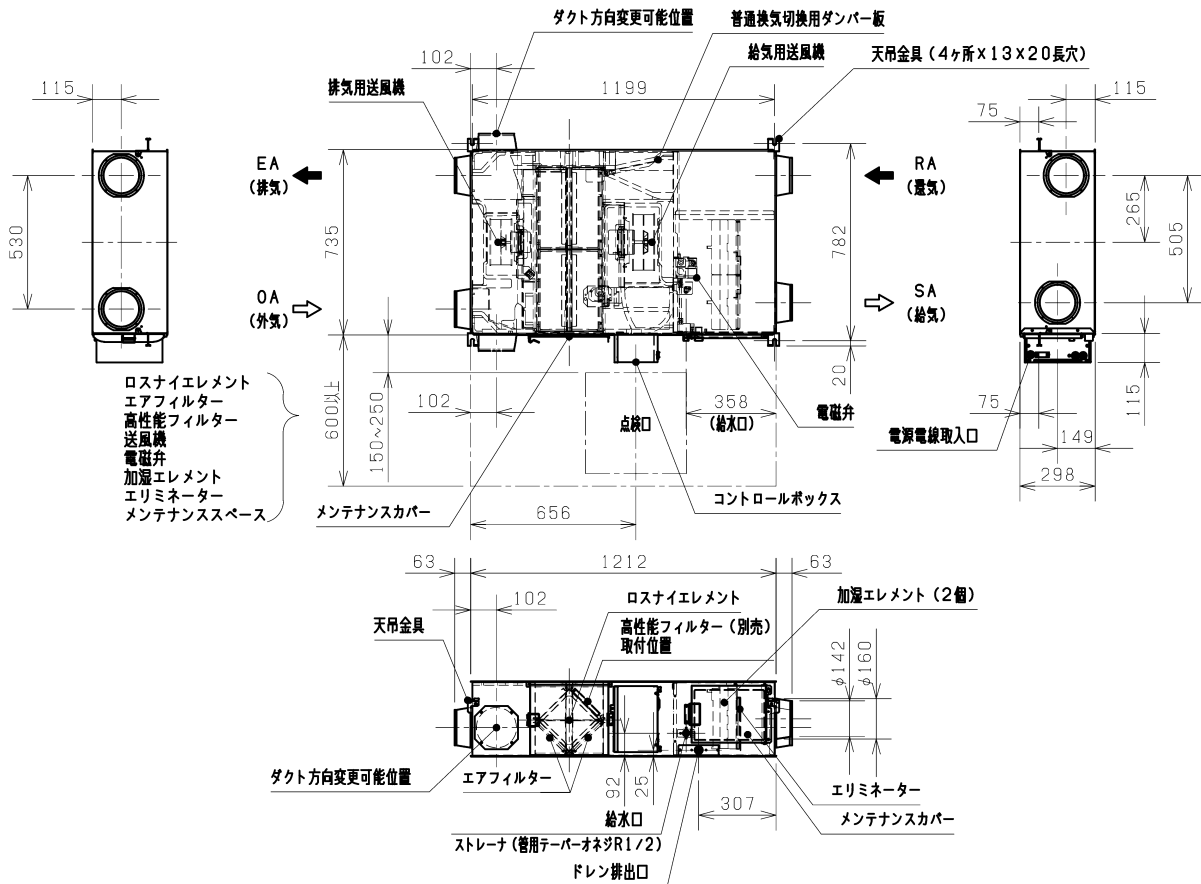 ダクト方向変更可能位置
普通換気切換用ダンパー板
102
給気用送風機
天吊金具（4ヶ所×13×20長穴）
排気用送風機
115
1199
75
115
EA
（排気）
RA
（還気）
530
735
782
265
505
OA
（外気）
SA
（給気）
ロスナイエレメント
エアフィルター
高性能フィルター
送風機
電磁弁
加湿エレメント
エリミネーター
メンテナンススペース
600以上
150~250
102
点検口
358
（給水口）
20
電磁弁
75
115
電源電線取入口
149
298
メンテナンスカバー
656
コントロールボックス
63
1212
63
102
ロスナイエレメント
加湿エレメント（2個）
天吊金具
高性能フィルター（別売）
取付位置
φ142
φ160
ダクト方向変更可能位置
エアフィルター
92
25
307
エリミネーター
給水口
メンテナンスカバー
ストレーナ（管用テーパーオネジR1/2）
ドレン排出口